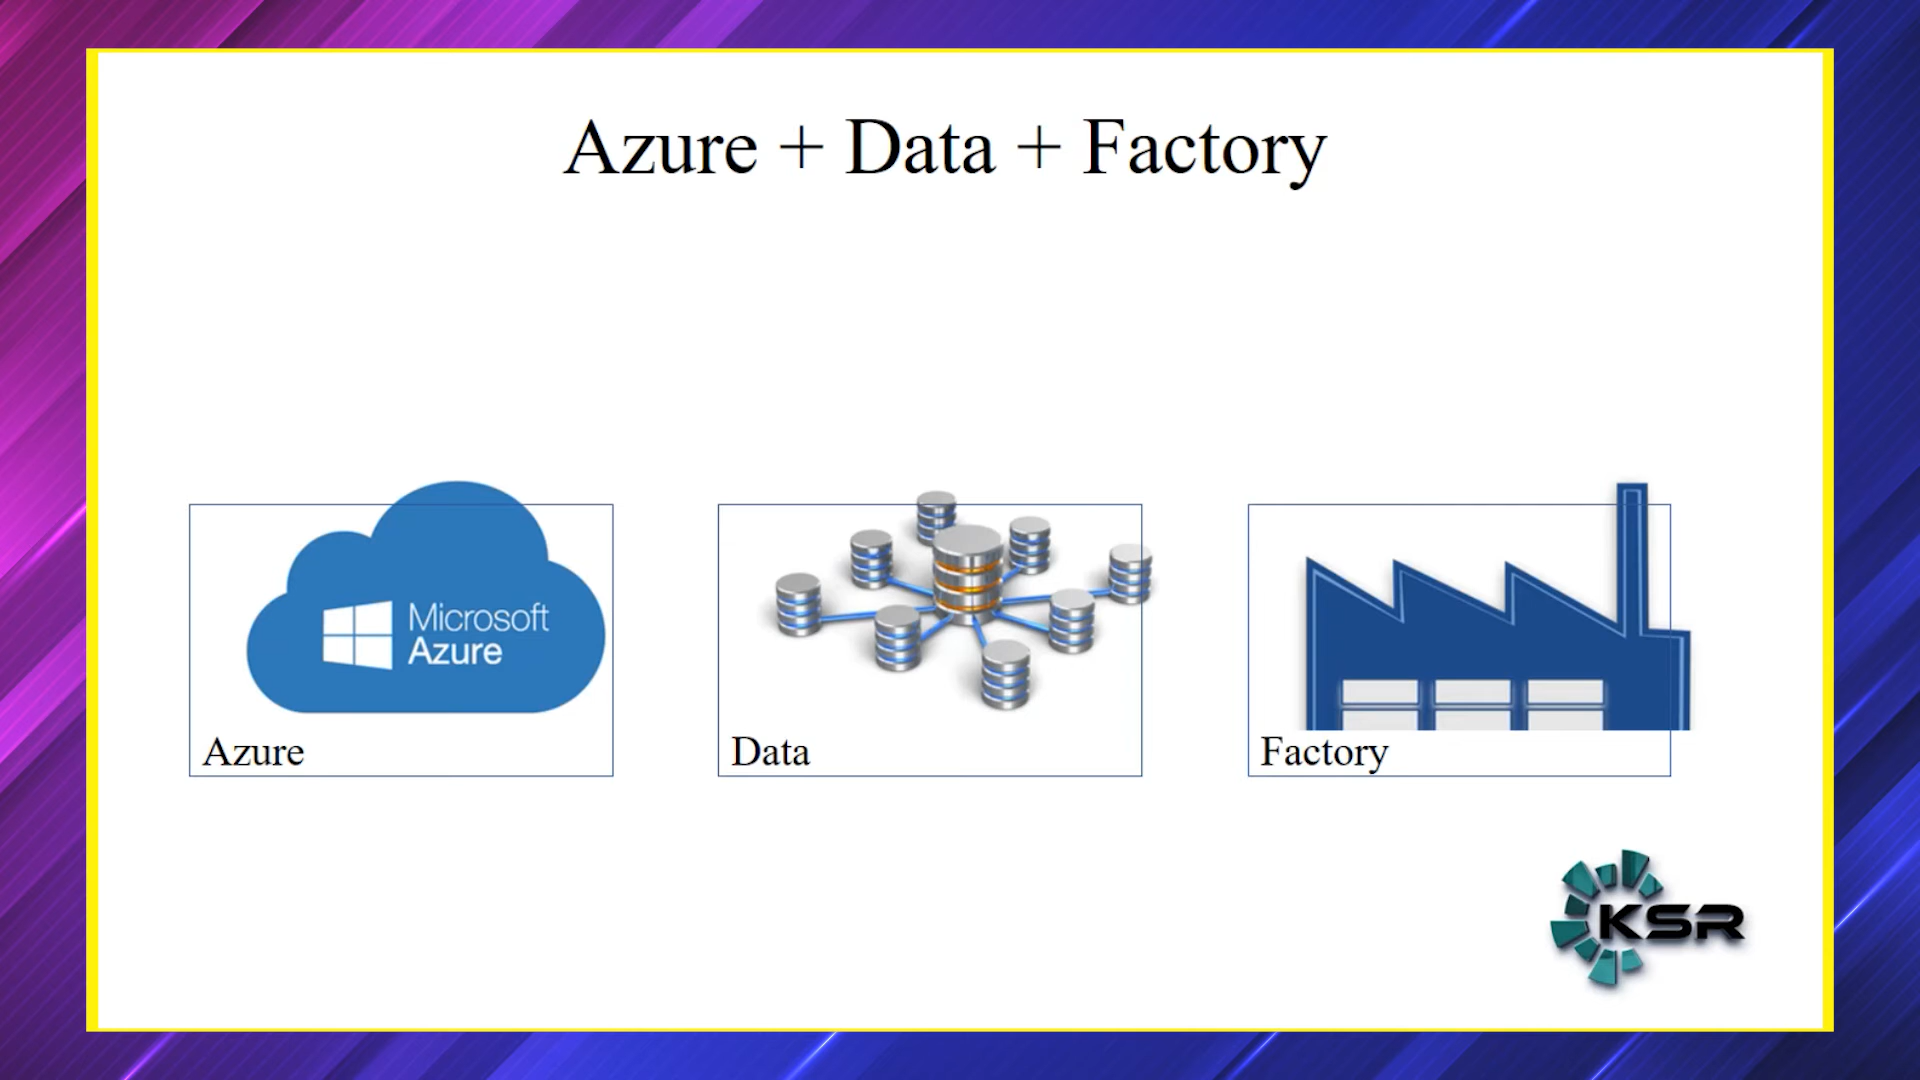 Azure + Data + Factory
Microsoft
Azure
Azure
Data
Factory
KSR